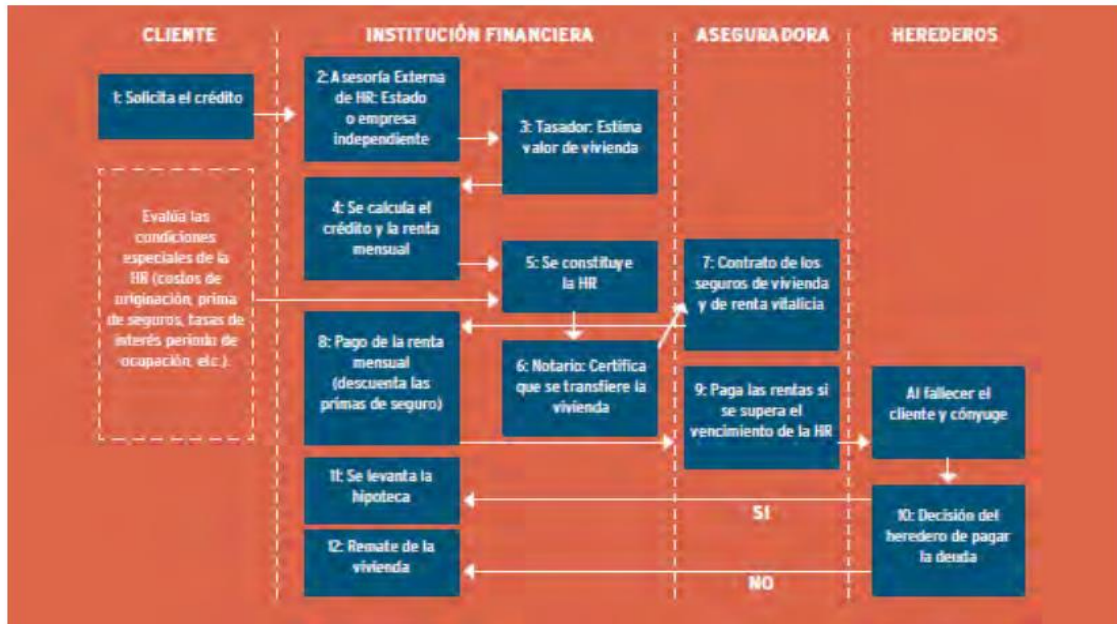 CLIENTE
INSTITUCIÓN FINANCIERA
ASEGURADORA
HEREDEROS
1: Solicita el crédito
2: Asesoría Externa
de HR: Estado
o empresa
independiente
3: Tasador: Estima
valor de vivienda
Evalúa las
condiciones
especiales de la
HR (costos de
originación, prima
de seguros, tasas de
interés periodo de
ocupación, etc.).
4: Se calcula el
crédito y la renta
mensual
5: Se constituye
la HR
6: Notario: Certifica
que se transfiere la
vivienda
7: Contrato de los
seguros de vivienda
y de renta vitalicia
8: Pago de la renta
mensual
(descuenta las
primas de seguro)
9: Paga las rentas si
se supera el
vencimiento de la HR
Al fallecer el
cliente y cónyuge
10: Decisión del
heredero de pagar
la deuda
SI
11: Se levanta la
hipoteca
NO
12: Remate de la
vivienda